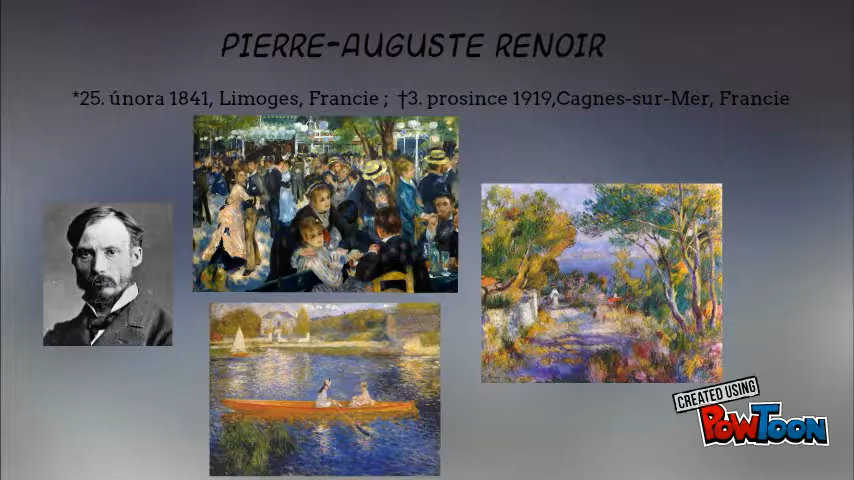 PIERRE-AUGUSTE RENOIR
*25. února 1841, Limoges, Francie ; †3. prosince 1919,Cagnes-sur-Mer, Francie
CREATED USING
POWTOON